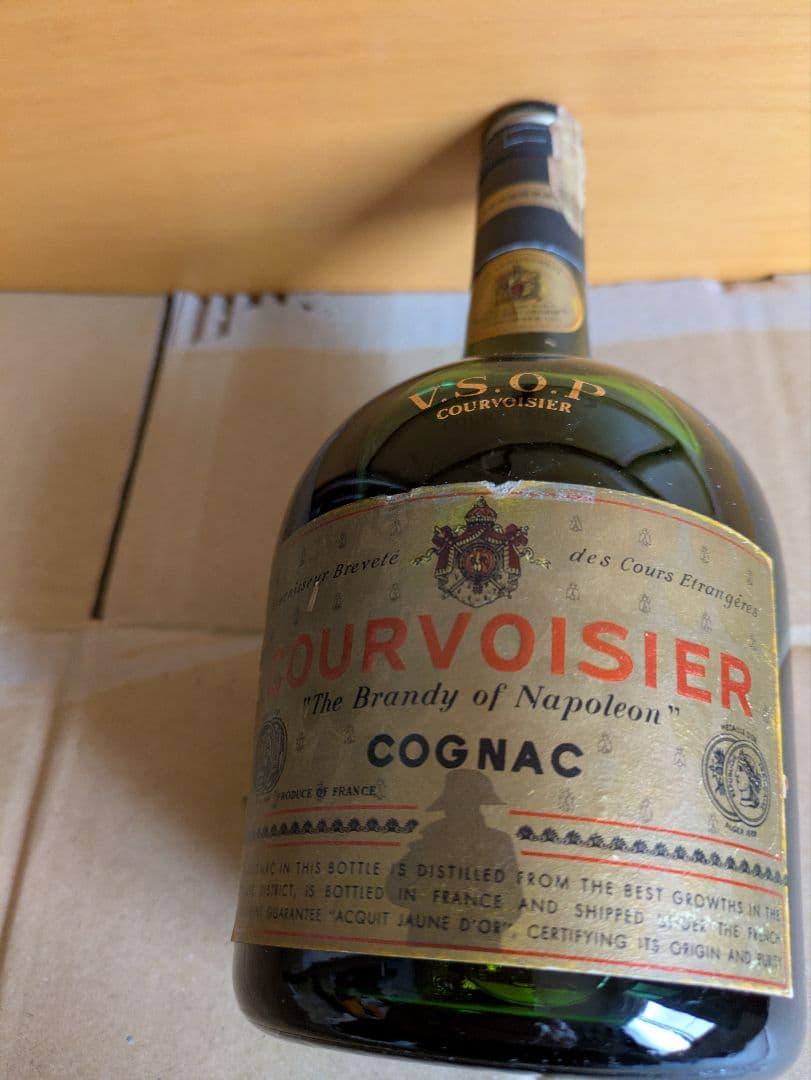 V.S.O.P
COURVOISIER
Breveté des Cours Etrangères
COURVOISIER
"The Brandy of Napoleon"
COGNAC
PRODUCE OF FRANCE
IN THIS BOTTLE IS DISTILLED FROM THE BEST GROWTHS IN THE
DISTRICT, IS BOTTLED IN FRANCE AND SHIPPED UNDER THE FRENCH
GUARANTEE "ACQUIT JAUNE D'OR", CERTIFYING ITS ORIGIN AND PURITY